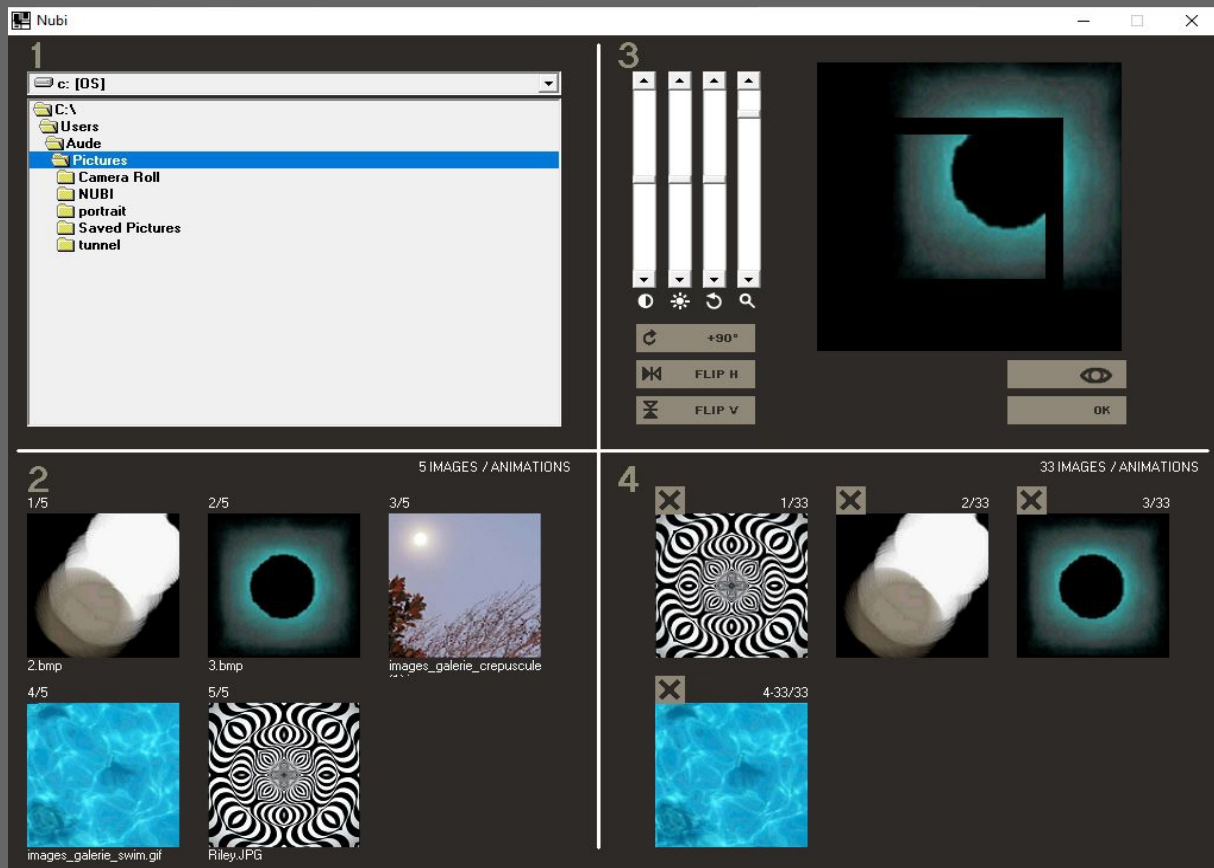 Nubi
1
c: [OS]
C:\
Users
Aude
Pictures
Camera Roll
NUBI
portrait
Saved Pictures
tunnel
3
+90°
FLIP H
FLIP V
OK
2
5 IMAGES / ANIMATIONS
1/5
2/5
3/5
2.bmp
3.bmp
images_galerie_crepuscule
4/5
5/5
images_galerie_swim.gif
Riley.JPG
4
33 IMAGES / ANIMATIONS
1/33
2/33
3/33
4-33/33